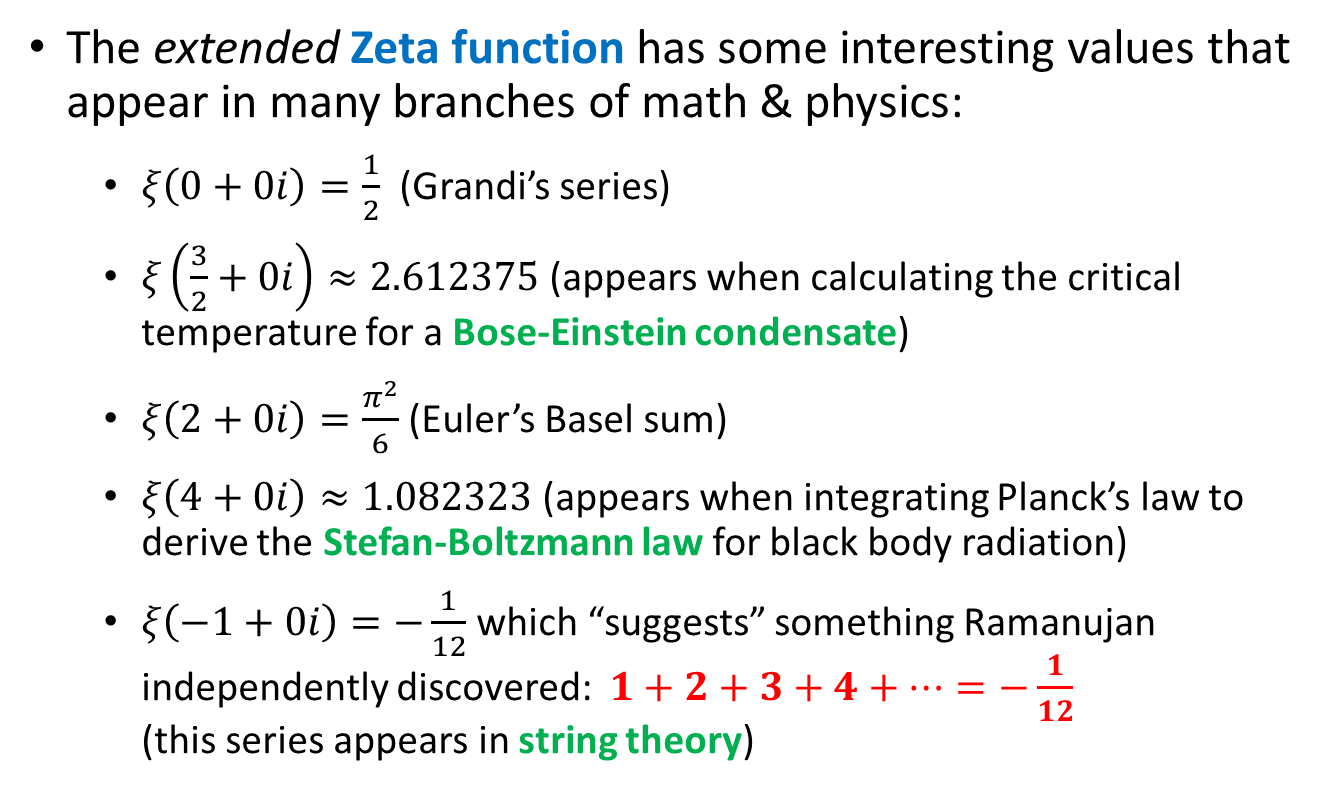 • The extended Zeta function has some interesting values that
appear in many branches of math & physics:
• ξ(0 + 0i) = 1/2 (Grandi’s series)
• ξ(3/2 + 0i) ≈ 2.612375 (appears when calculating the critical
temperature for a Bose-Einstein condensate)
• ξ(2 + 0i) = π²/6 (Euler’s Basel sum)
• ξ(4 + 0i) ≈ 1.082323 (appears when integrating Planck’s law to
derive the Stefan-Boltzmann law for black body radiation)
• ξ(−1 + 0i) = −1/12 which “suggests” something Ramanujan
independently discovered: 1 + 2 + 3 + 4 + ⋯ = −1/12
(this series appears in string theory)